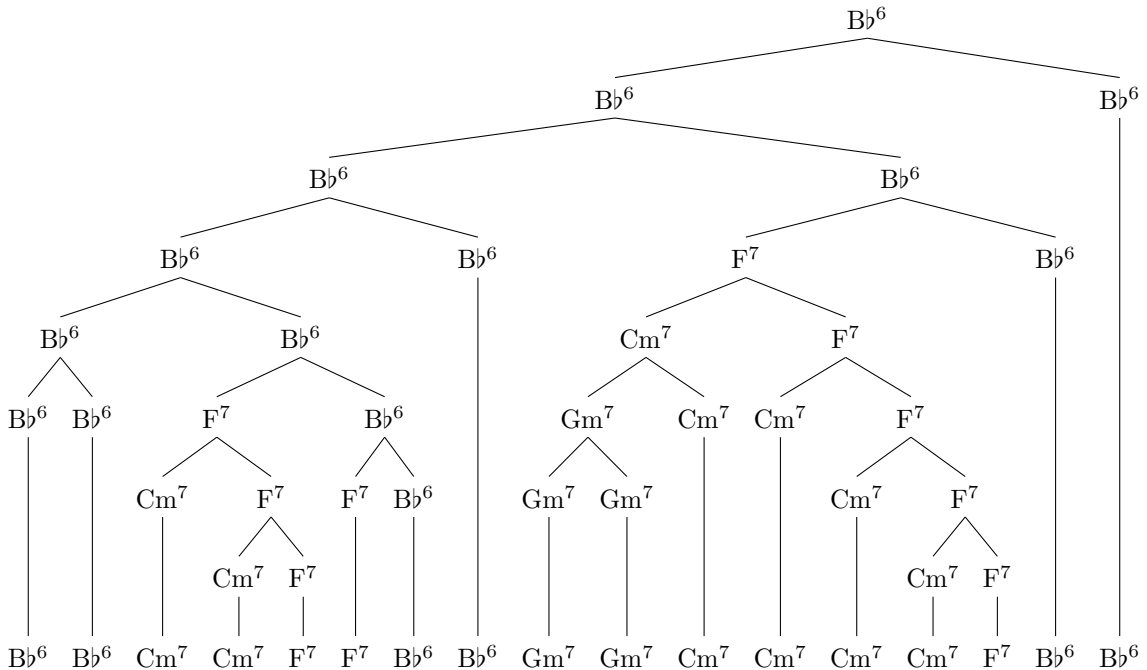 B♭6
B♭6 B♭6
B♭6 B♭6
B♭6 B♭6 F7 B♭6
B♭6 B♭6 Cm7 F7
B♭6 B♭6 F7 B♭6 Gm7 Cm7 Cm7 F7
Cm7 F7 F7 B♭6 Gm7 Gm7 Cm7 F7
Cm7 F7 Cm7 F7
B♭6 B♭6 Cm7 Cm7 F7 F7 B♭6 B♭6 Gm7 Gm7 Cm7 Cm7 Cm7 Cm7 F7 B♭6 B♭6